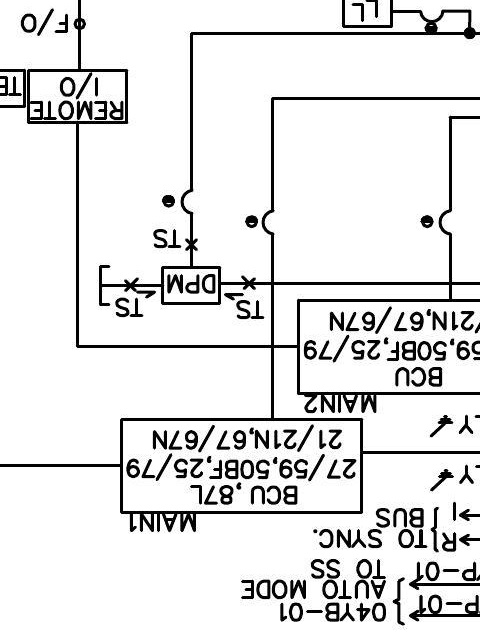 P-01 04YB-01
P-01 AUTO MODE
TO SS
R TO SYNC.
I BUS
MAIN1
BCU ,87L
27/59,50BF,25/79
21/21N,67/67N
LY
LY
MAIN2
BCU
59,50BF,25/79
/21N,67/67N
TS
TS
DPM
TS
REMOTE
I/O
TE
F/O
LL